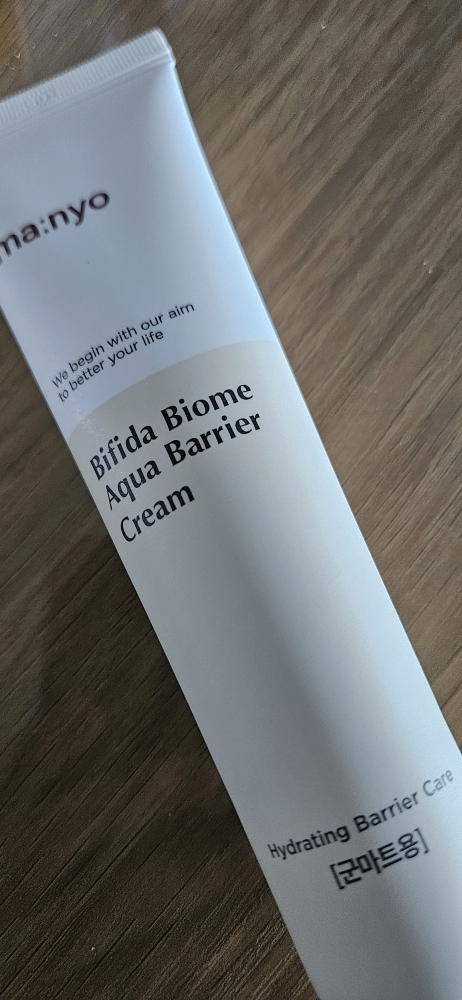 ma:nyo
We begin with our aim
to better your life
Bifida Biome
Aqua Barrier
Cream
Hydrating Barrier Care
[군마트용]